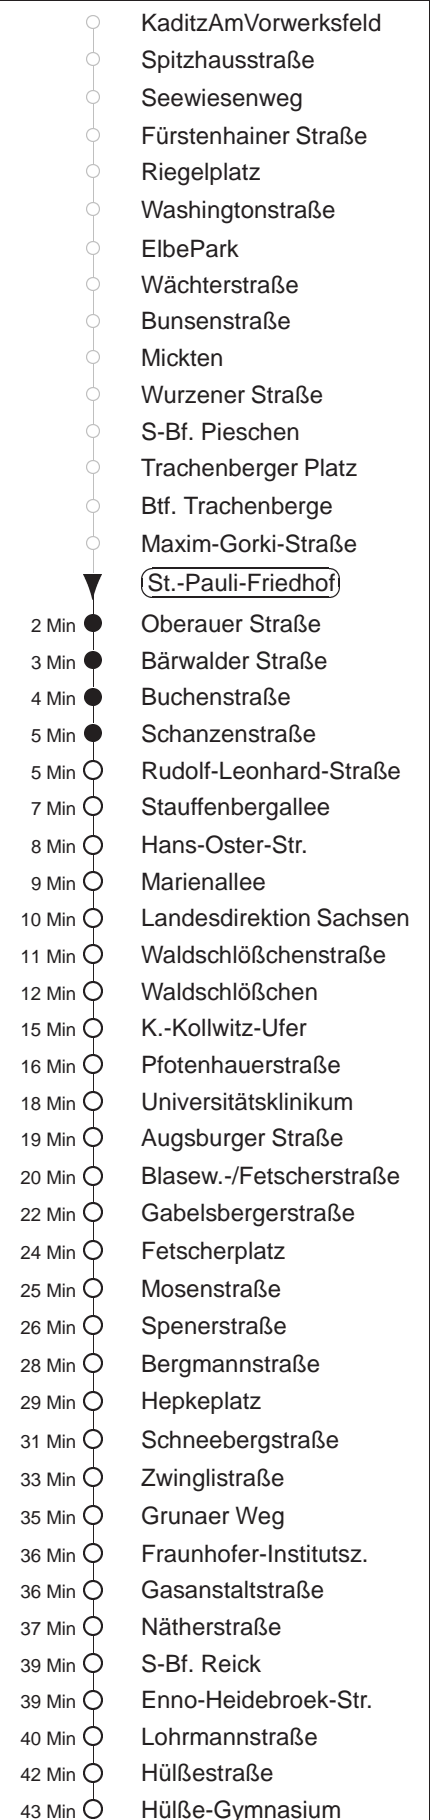 KaditzAmVorwerksfeld
Spitzhausstraße
Seewiesenweg
Fürstenhainer Straße
Riegelplatz
Washingtonstraße
ElbePark
Wächterstraße
Bunsenstraße
Mickten
Wurzener Straße
S-Bf. Pieschen
Trachenberger Platz
Btf. Trachenberge
Maxim-Gorki-Straße
St.-Pauli-Friedhof
2 Min Oberauer Straße
3 Min Bärwalder Straße
4 Min Buchenstraße
5 Min Schanzenstraße
5 Min Rudolf-Leonhard-Straße
7 Min Stauffenbergallee
8 Min Hans-Oster-Str.
9 Min Marienallee
10 Min Landesdirektion Sachsen
11 Min Waldschlößchenstraße
12 Min Waldschlößchen
15 Min K.-Kollwitz-Ufer
16 Min Pfotenhauerstraße
18 Min Universitätsklinikum
19 Min Augsburger Straße
20 Min Blasew.-/Fetscherstraße
22 Min Gabelsbergerstraße
24 Min Fetscherplatz
25 Min Mosenstraße
26 Min Spenerstraße
28 Min Bergmannstraße
29 Min Hepkeplatz
31 Min Schneebergstraße
33 Min Zwinglistraße
35 Min Grunaer Weg
36 Min Fraunhofer-Institutsz.
36 Min Gasanstaltstraße
37 Min Nätherstraße
39 Min S-Bf. Reick
39 Min Enno-Heidebroek-Str.
40 Min Lohrmannstraße
42 Min Hülßestraße
43 Min Hülße-Gymnasium